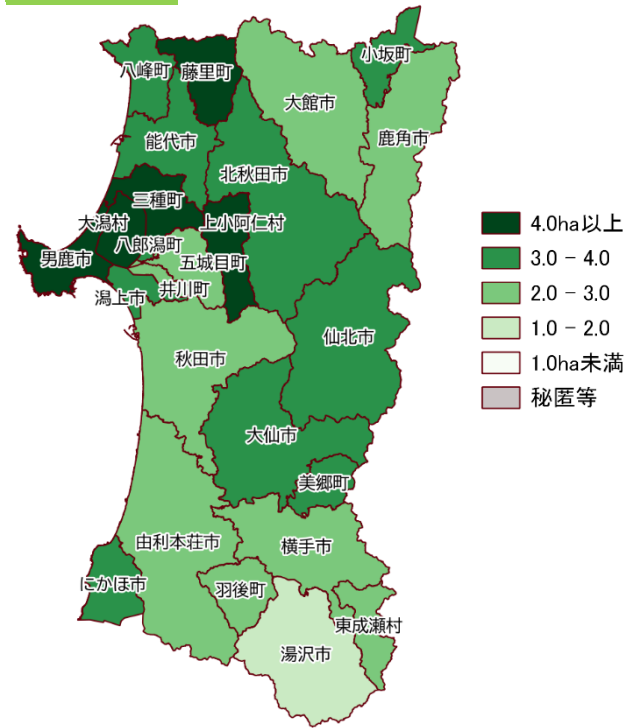 小坂町
八峰町
藤里町
大館市
鹿角市
能代市
北秋田市
三種町
大潟村
上小阿仁村
八郎潟町
男鹿市
五城目町
井川町
潟上市
仙北市
秋田市
大仙市
美郷町
由利本荘市
横手市
にかほ市
羽後町
東成瀬村
湯沢市
4.0ha以上
3.0 − 4.0
2.0 − 3.0
1.0 − 2.0
1.0ha未満
秘匿等